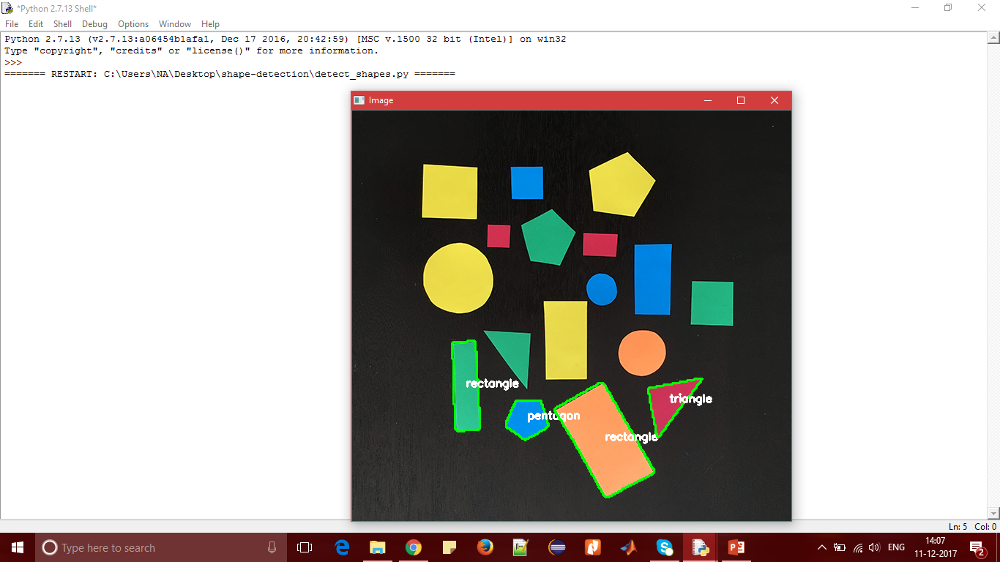 *Python 2.7.13 Shell*
File Edit Shell Debug Options Window Help
Python 2.7.13 (v2.7.13:a06454b1afa1, Dec 17 2016, 20:42:59) [MSC v.1500 32 bit (Intel)] on win32
Type "copyright", "credits" or "license()" for more information.
>>>
======= RESTART: C:\Users\NA\Desktop\shape-detection\detect_shapes.py =======
Image
rectangle
triangle
pentagon
rectangle
Ln: 5 Col: 0
Type here to search
ENG
14:07
11-12-2017
2